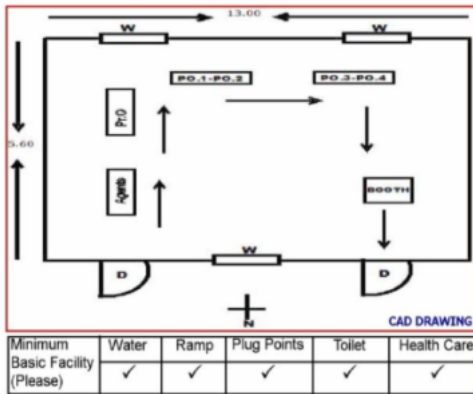 13.00
W W
PO.1-PO.2 PO.3-PO.4
Pr.O
5.60
Agents
BOOTH
W
D D
N
CAD DRAWING
Minimum Basic Facility (Please) Water Ramp Plug Points Toilet Health Care
✓ ✓ ✓ ✓ ✓